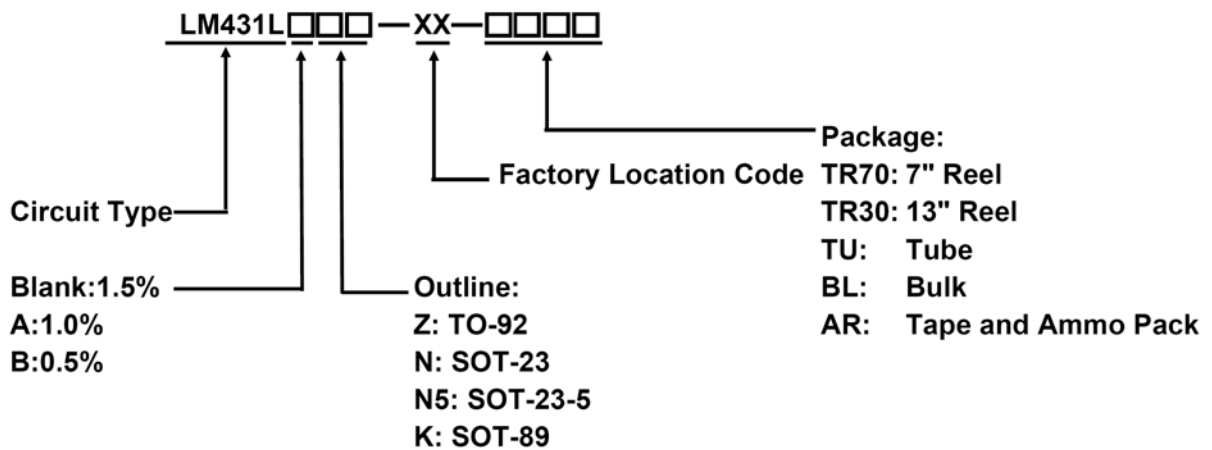 LM431L□□□—XX—□□□□
Package:
Factory Location Code
TR70: 7" Reel
Circuit Type
TR30: 13" Reel
TU: Tube
Blank:1.5%
Outline:
BL: Bulk
A:1.0%
Z: TO-92
AR: Tape and Ammo Pack
B:0.5%
N: SOT-23
N5: SOT-23-5
K: SOT-89